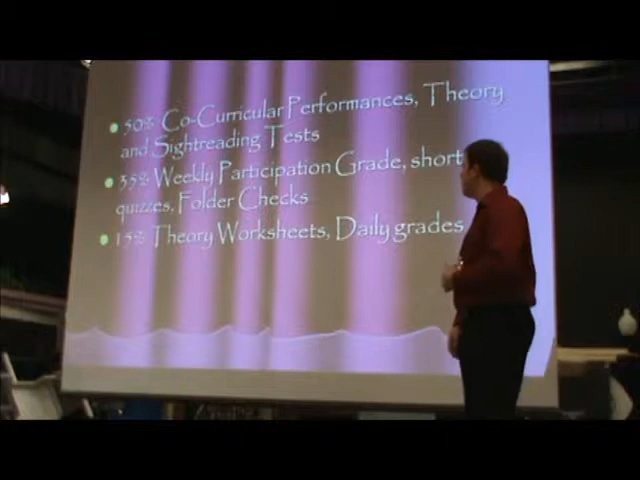 50% Co-Curricular Performances, Theory
and Sightreading Tests
35% Weekly Participation Grade, short
quizzes, Folder Checks
15% Theory Worksheets, Daily grades